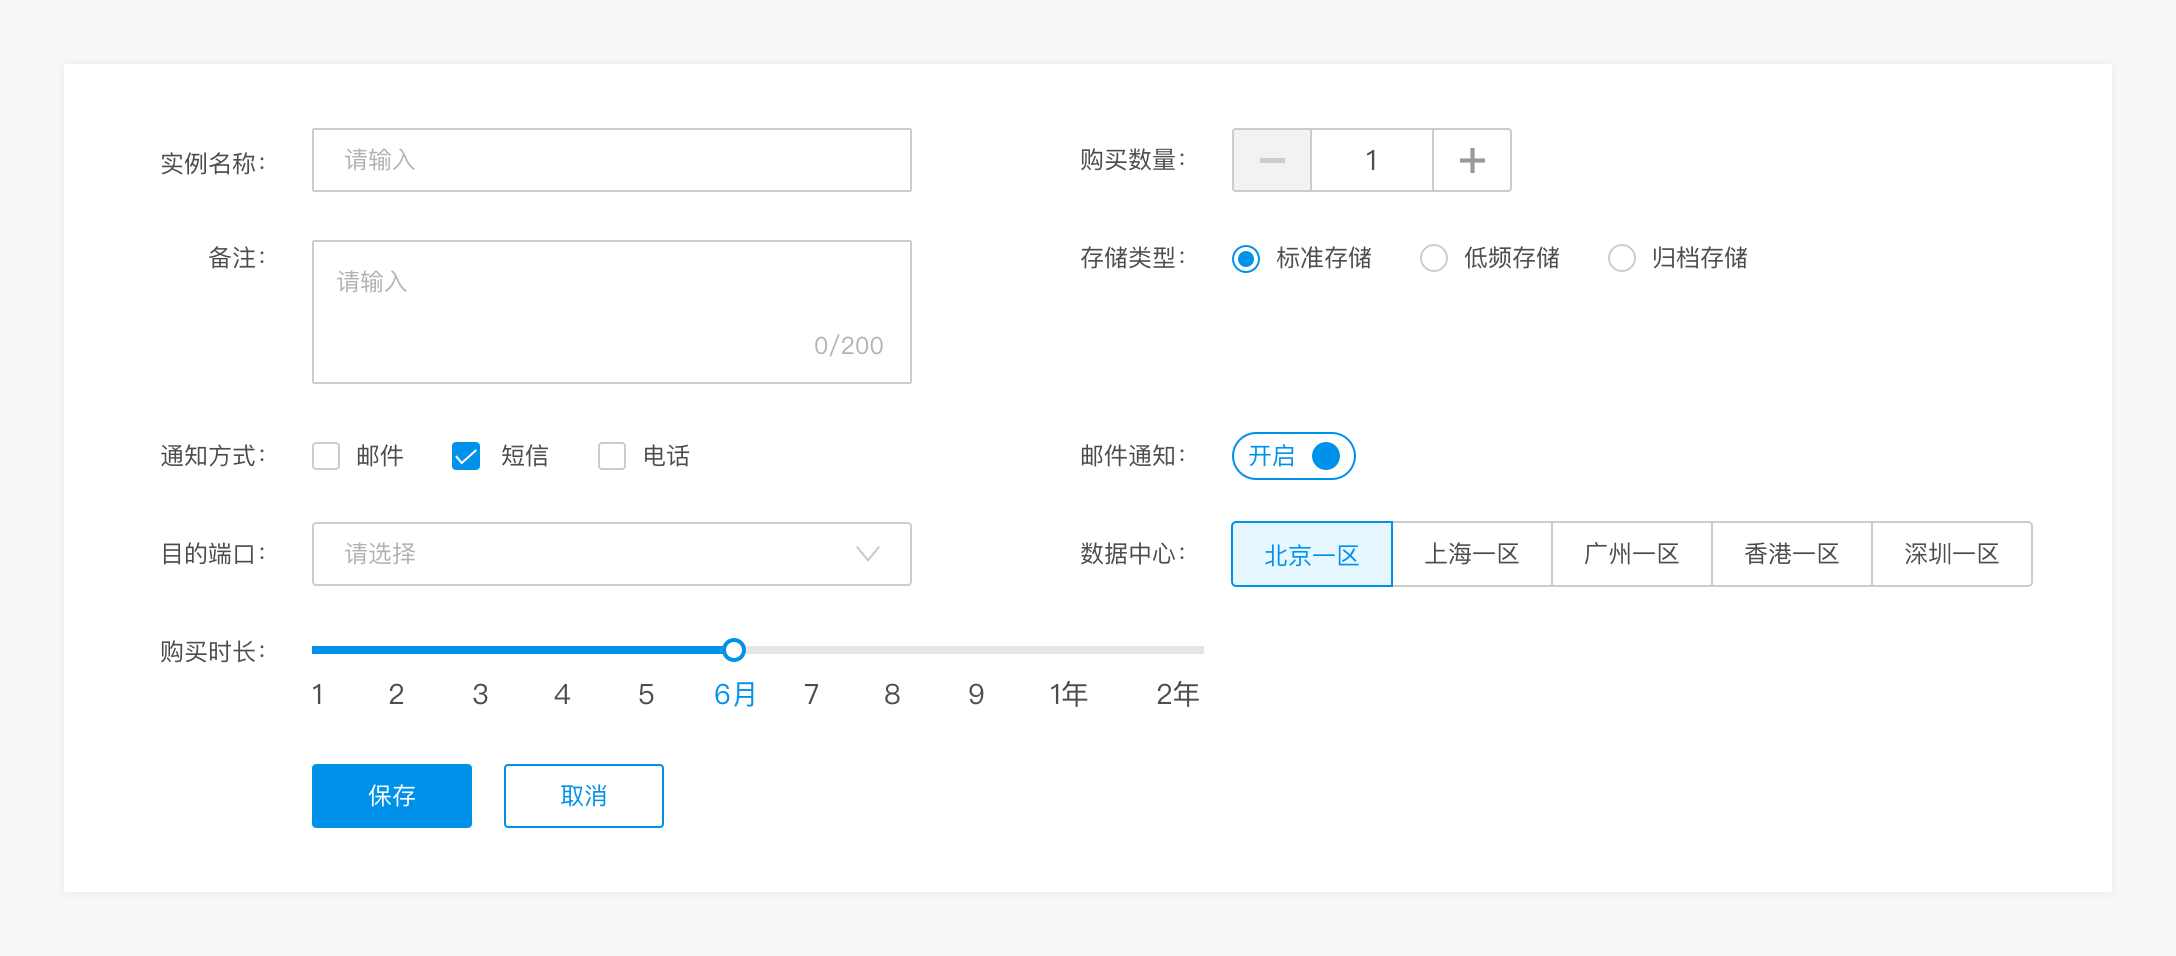 实例名称： 请输入 购买数量： 1
备注： 请输入 0/200 存储类型： 标准存储 低频存储 归档存储
通知方式： 邮件 短信 电话 邮件通知： 开启
目的端口： 请选择 数据中心： 北京一区 上海一区 广州一区 香港一区 深圳一区
购买时长：
1 2 3 4 5 6月 7 8 9 1年 2年
保存 取消